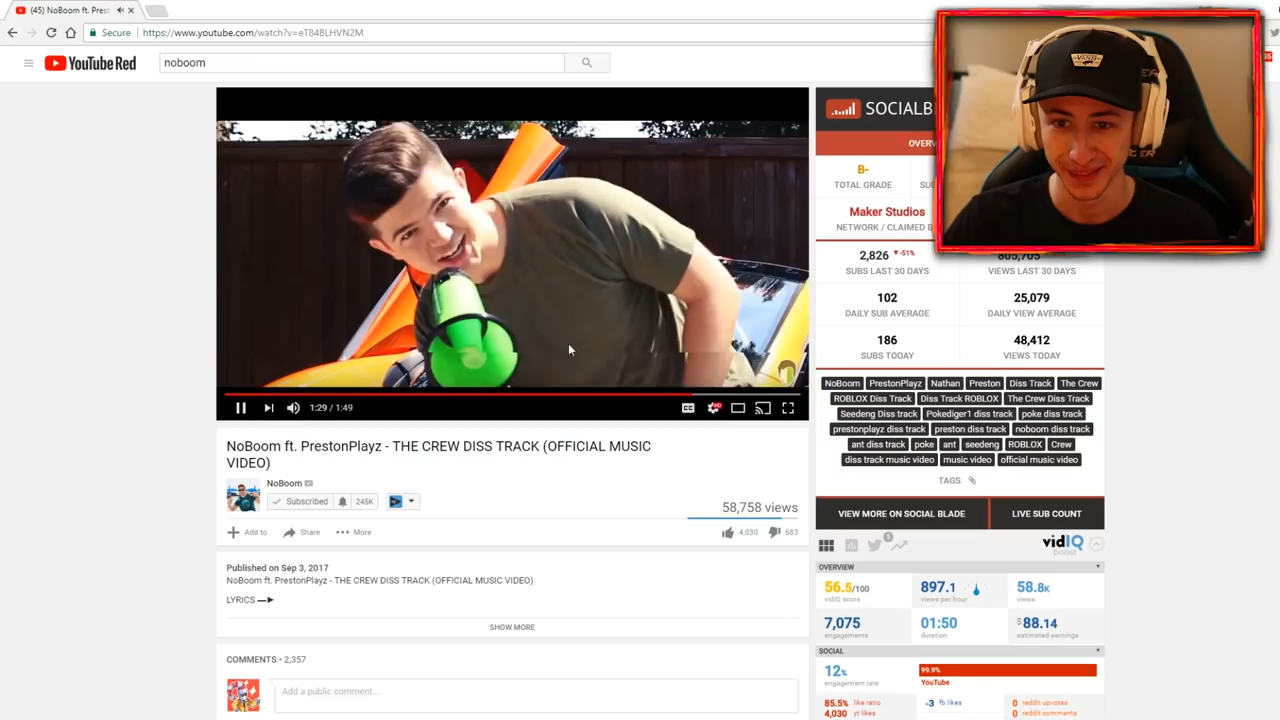 (45) NoBoom ft. Prest
Secure
https://www.youtube.com/watch?v=eT84BLHVN2M
YouTube Red
noboom
VANS
SOCIALB
OVERV
B-
TOTAL GRADE
Maker Studios
NETWORK / CLAIMED B
2,826 -51%
SUBS LAST 30 DAYS
805,705
VIEWS LAST 30 DAYS
102
DAILY SUB AVERAGE
25,079
DAILY VIEW AVERAGE
186
SUBS TODAY
48,412
VIEWS TODAY
NoBoom PrestonPlayz Nathan Preston Diss Track The Crew
ROBLOX Diss Track Diss Track ROBLOX The Crew Diss Track
Seedeng Diss track Pokediger1 diss track poke diss track
prestonplayz diss track preston diss track noboom diss track
ant diss track poke ant seedeng ROBLOX Crew
diss track music video music video official music video
TAGS
VIEW MORE ON SOCIAL BLADE
LIVE SUB COUNT
1:29 / 1:49
CC
HD
NoBoom ft. PrestonPlayz - THE CREW DISS TRACK (OFFICIAL MUSIC
VIDEO)
NoBoom
Subscribed 245K
58,758 views
Add to Share More
4,030 683
Published on Sep 3, 2017
NoBoom ft. PrestonPlayz - THE CREW DISS TRACK (OFFICIAL MUSIC VIDEO)
LYRICS
SHOW MORE
COMMENTS • 2,357
Add a public comment...
vidIQ
boost
OVERVIEW
56.5/100
vidIQ score
897.1
views per hour
58.8K
views
7,075
engagements
01:50
duration
$88.14
estimated earnings
SOCIAL
12%
engagement rate
99.9%
YouTube
85.5% like ratio
4,030 yt likes
~3 fb likes
0 reddit upvotes
0 reddit comments